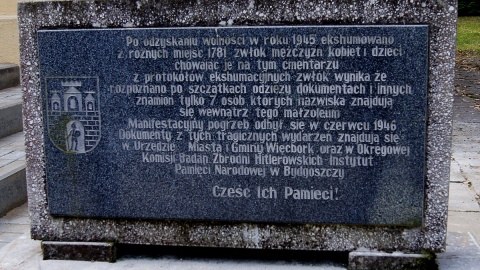 Po odzyskaniu wolności w roku 1945 ekshumowano
z różnych miejsc 1781 zwłok mężczyzn kobiet i dzieci
chowając je na tym cmentarzu
z protokołów ekshumacyjnych zwłok wynika że
rozpoznano po szczątkach odzieży dokumentach i innych
znamion tylko 7 osób których nazwiska znajdują
się wewnątrz tego małzoleum
Manifestacyjny pogrzeb odbył się w czerwcu 1946
Dokumenty z tych tragicznych wydarzeń znajdują się
w Urzędzie Miasta i Gminy Więcbork oraz w Okręgowej
Komisji Badań Zbrodni Hitlerowskich-Instytut
Pamięci Narodowej w Bydgoszczy
Cześć Ich Pamięci!